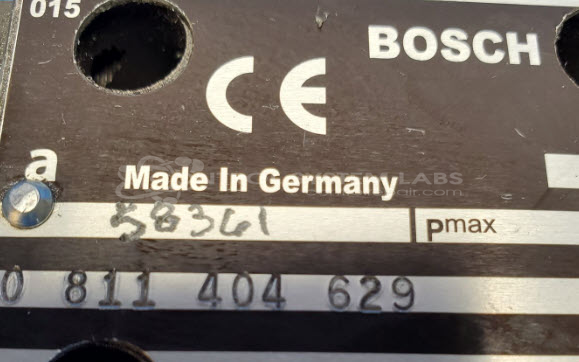 015
BOSCH
CE
a
Made In Germany
58361
Pmax
0 811 404 629